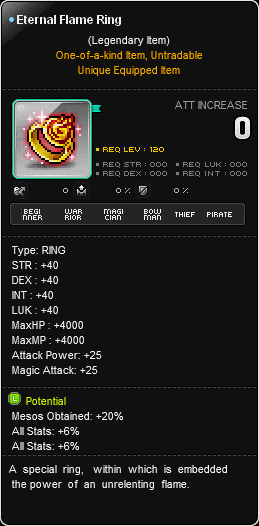 Eternal Flame Ring
(Legendary Item)
One-of-a-kind Item, Untradable
Unique Equipped Item
ATT INCREASE
0
REQ LEV : 120
REQ STR : 000 REQ LUK : 000
REQ DEX : 000 REQ INT : 000
0 0 % 0 %
BEGINNER WARRIOR MAGICIAN BOWMAN THIEF PIRATE
Type: RING
STR : +40
DEX : +40
INT : +40
LUK : +40
MaxHP : +4000
MaxMP : +4000
Attack Power: +25
Magic Attack: +25
L Potential
Mesos Obtained: +20%
All Stats: +6%
All Stats: +6%
A special ring, within which is embedded
the power of an unrelenting flame.